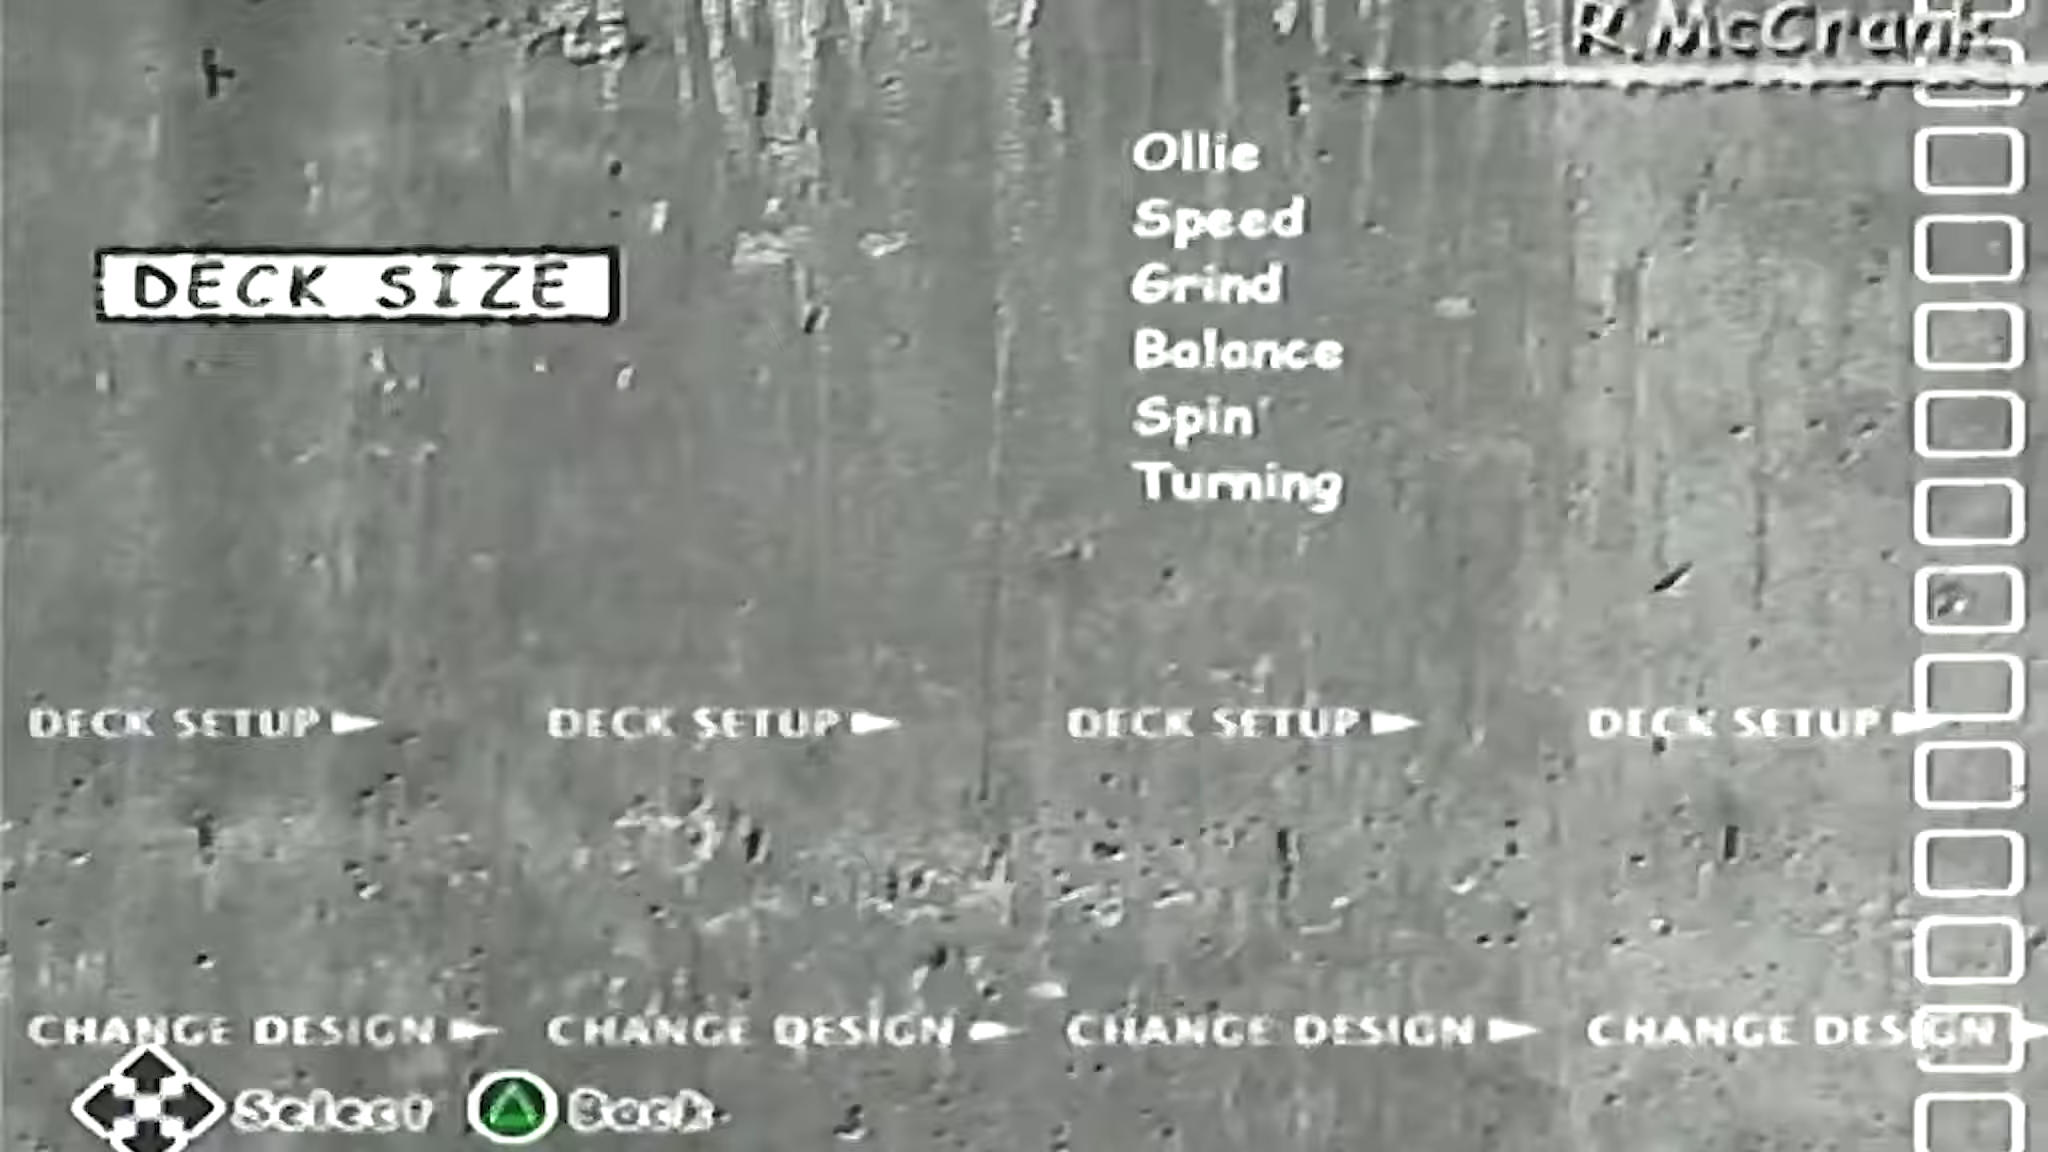 R.McCrank
Ollie
Speed
Grind
DECK SIZE
Balance
Spin
Turning
DECK SETUP DECK SETUP DECK SETUP DECK SETUP
CHANGE DESIGN CHANGE DESIGN CHANGE DESIGN CHANGE DESIGN
Select Back